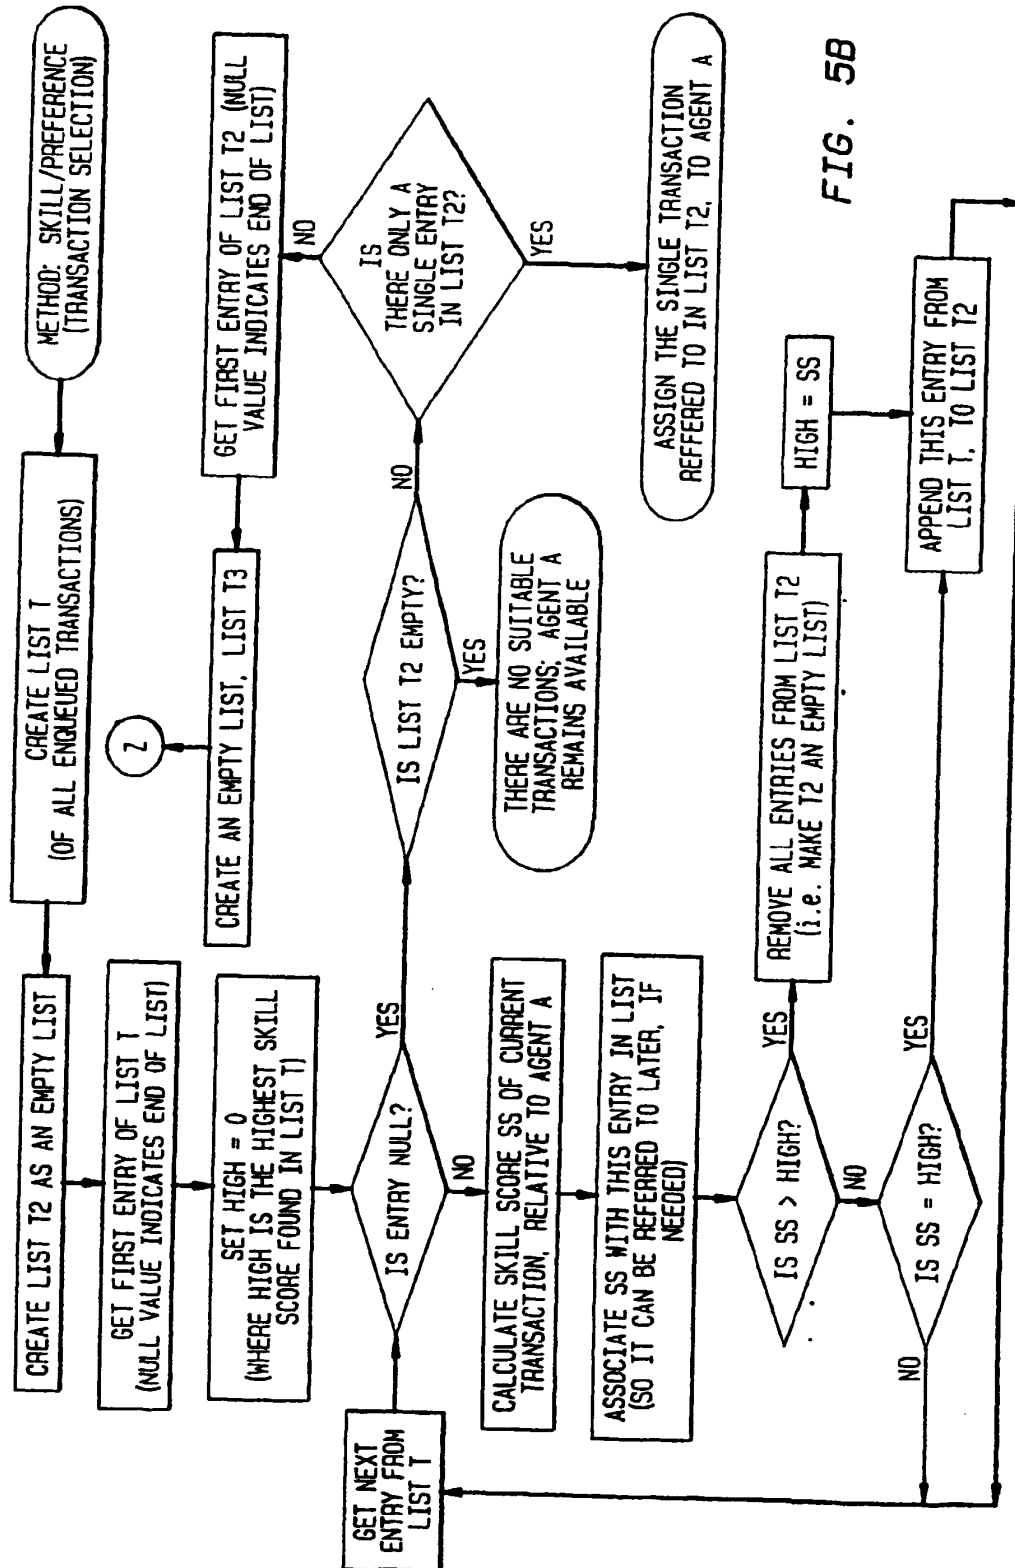 METHOD: SKILL/PREFERENCE
(TRANSACTION SELECTION)
CREATE LIST T
(OF ALL ENQUEUED TRANSACTIONS)
CREATE LIST T2 AS AN EMPTY LIST
GET FIRST ENTRY OF LIST T
(NULL VALUE INDICATES END OF LIST)
SET HIGH = 0
(WHERE HIGH IS THE HIGHEST SKILL
SCORE FOUND IN LIST T)
GET NEXT
ENTRY FROM
LIST T
IS ENTRY NULL?
YES
NO
IS LIST T2 EMPTY?
NO
YES
THERE ARE NO SUITABLE
TRANSACTIONS; AGENT A
REMAINS AVAILABLE
IS
THERE ONLY A
SINGLE ENTRY
IN LIST T2?
NO
YES
GET FIRST ENTRY OF LIST T2 (NULL
VALUE INDICATES END OF LIST)
CREATE AN EMPTY LIST, LIST T3
Z
ASSIGN THE SINGLE TRANSACTION
REFFERED TO IN LIST T2, TO AGENT A
CALCULATE SKILL SCORE SS OF CURRENT
TRANSACTION, RELATIVE TO AGENT A
ASSOCIATE SS WITH THIS ENTRY IN LIST
(SO IT CAN BE REFERRED TO LATER, IF
NEEDED)
IS SS > HIGH?
YES
NO
REMOVE ALL ENTRIES FROM LIST T2
(i.e. MAKE T2 AN EMPTY LIST)
HIGH = SS
IS SS = HIGH?
YES
NO
APPEND THIS ENTRY FROM
LIST T, TO LIST T2
FIG. 5B